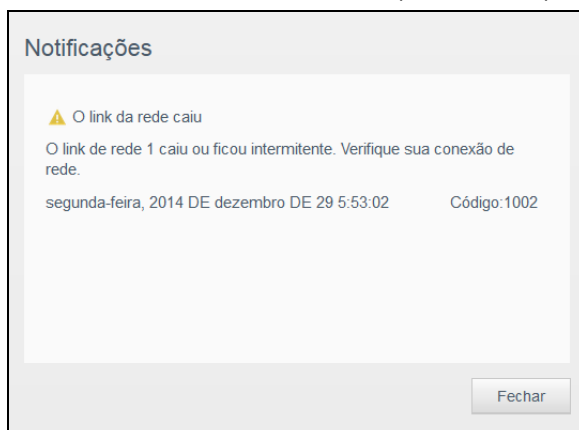 Notificações
O link da rede caiu
O link de rede 1 caiu ou ficou intermitente. Verifique sua conexão de
rede.
segunda-feira, 2014 DE dezembro DE 29 5:53:02 Código:1002
Fechar